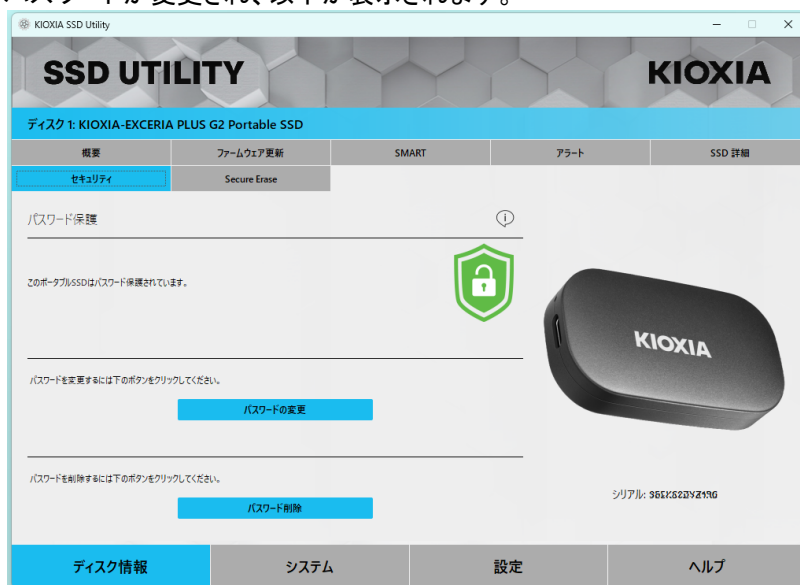 パスワードが変更され、以下が表示されます。
KIOXIA SSD Utility
SSD UTILITY
KIOXIA
ディスク 1: KIOXIA-EXCERIA PLUS G2 Portable SSD
概要
ファームウェア更新
SMART
アラート
SSD 詳細
セキュリティ
Secure Erase
パスワード保護
このポータブルSSDはパスワード保護されています。
KIOXIA
パスワードを変更するには下のボタンをクリックしてください。
パスワードの変更
パスワードを削除するには下のボタンをクリックしてください。
パスワード削除
シリアル:
ディスク情報
システム
設定
ヘルプ